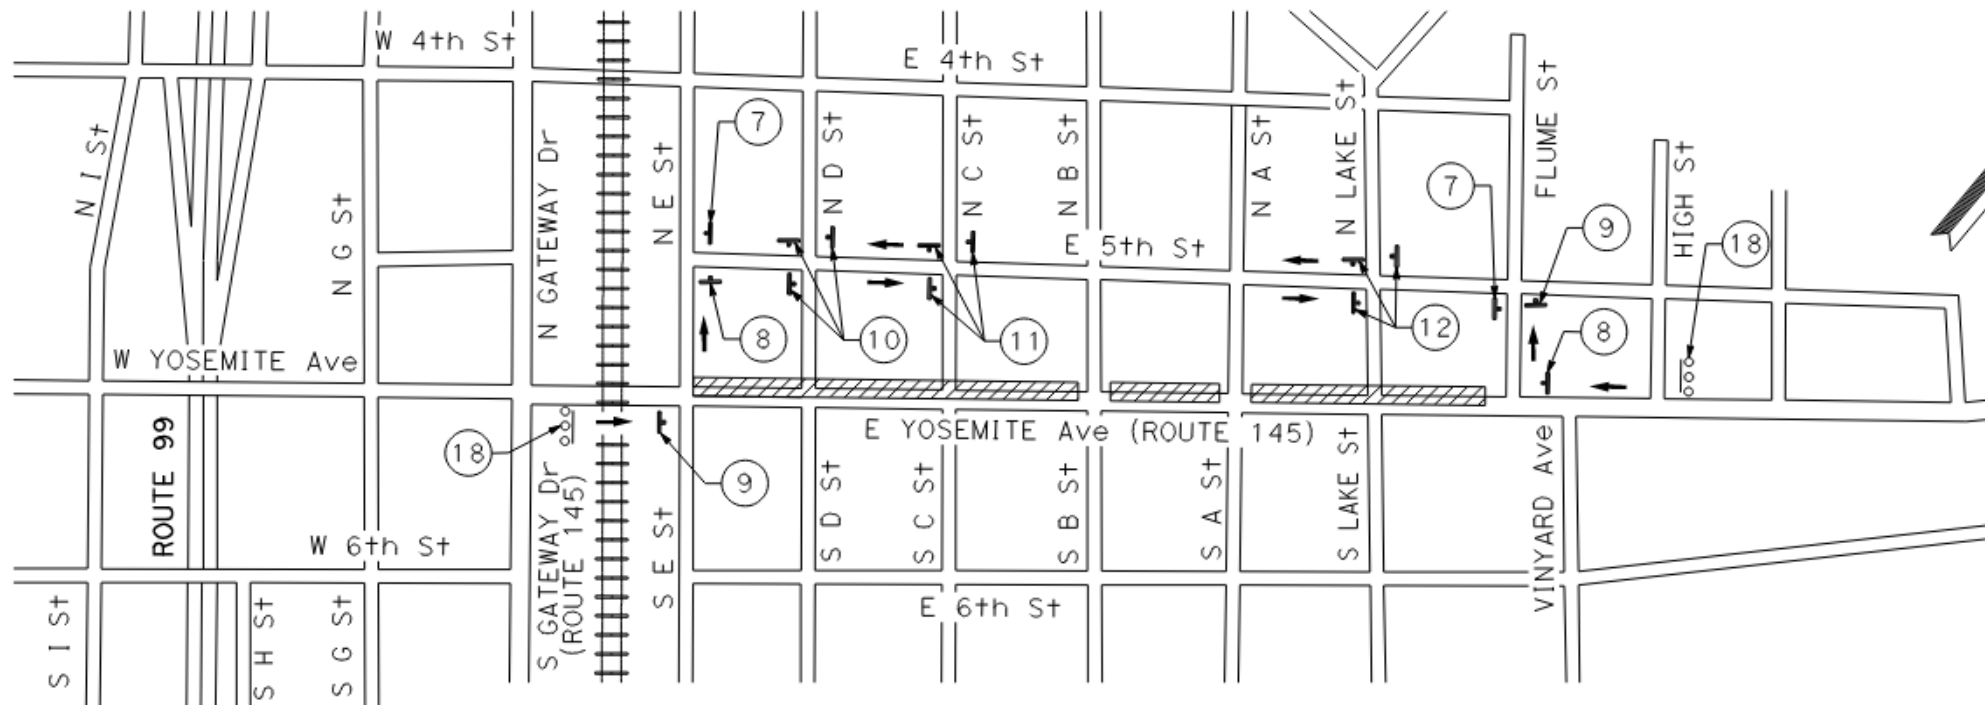 W 4th St
E 4th St
N I St
N G St
N GATEWAY Dr
N E St
7
N D St
N C St
N B St
E 5th St
N A St
N LAKE St
7
FLUME St
9
HIGH St
18
8
10
11
12
8
W YOSEMITE Ave
ROUTE 99
18
9
E YOSEMITE Ave (ROUTE 145)
S GATEWAY Dr
(ROUTE 145)
S E St
S D St
S C St
S B St
S A St
S LAKE St
VINYARD Ave
W 6th St
E 6th St
S I St
S H St
S G St